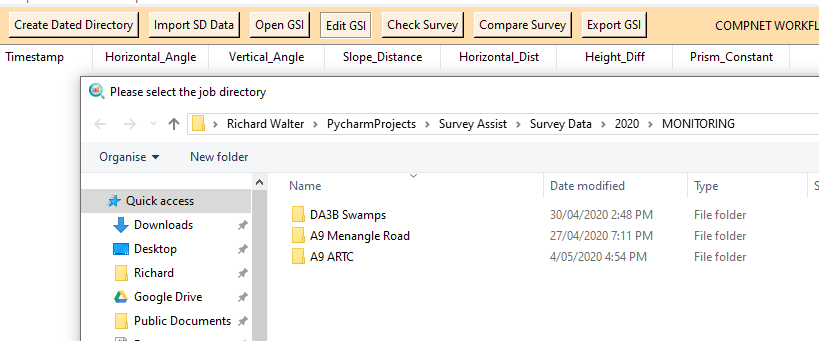 Create Dated Directory Import SD Data Open GSI Edit GSI Check Survey Compare Survey Export GSI COMPNET WORKFL
Timestamp Horizontal_Angle Vertical_Angle Slope_Distance Horizontal_Dist Height_Diff Prism_Constant
Please select the job directory
Richard Walter > PycharmProjects > Survey Assist > Survey Data > 2020 > MONITORING
Organise New folder
Name Date modified Type S
Quick access
DA3B Swamps 30/04/2020 2:48 PM File folder
Downloads
A9 Menangle Road 27/04/2020 7:11 PM File folder
Desktop
A9 ARTC 4/05/2020 4:54 PM File folder
Richard
Google Drive
Public Documents